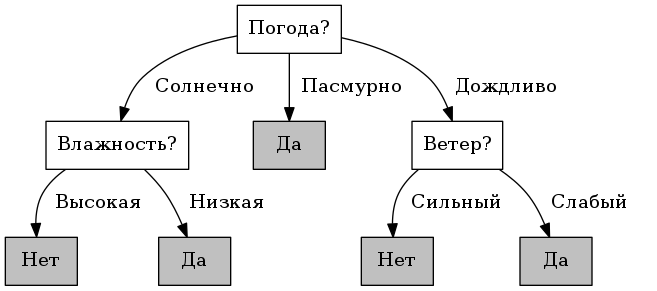 Погода?
Солнечно
Пасмурно
Дождливо
Влажность?
Да
Ветер?
Высокая
Низкая
Сильный
Слабый
Нет
Да
Нет
Да